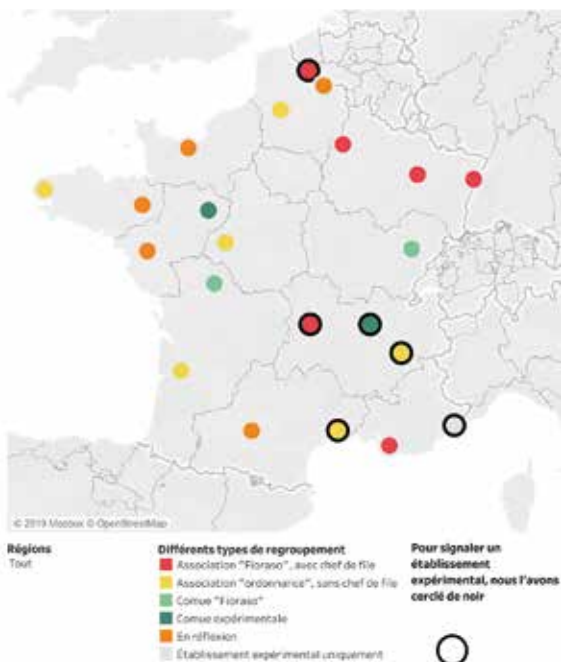 © 2019 Mapbox © OpenStreetMap
Régions
Tout
Différents types de regroupement
Association "Fioraso", avec chef de file
Association "ordonnance", sans chef de file
Comue "Fioraso"
Comue expérimentale
En réflexion
Établissement expérimental uniquement
Pour signaler un
établissement
expérimental, nous l'avons
cerclé de noir